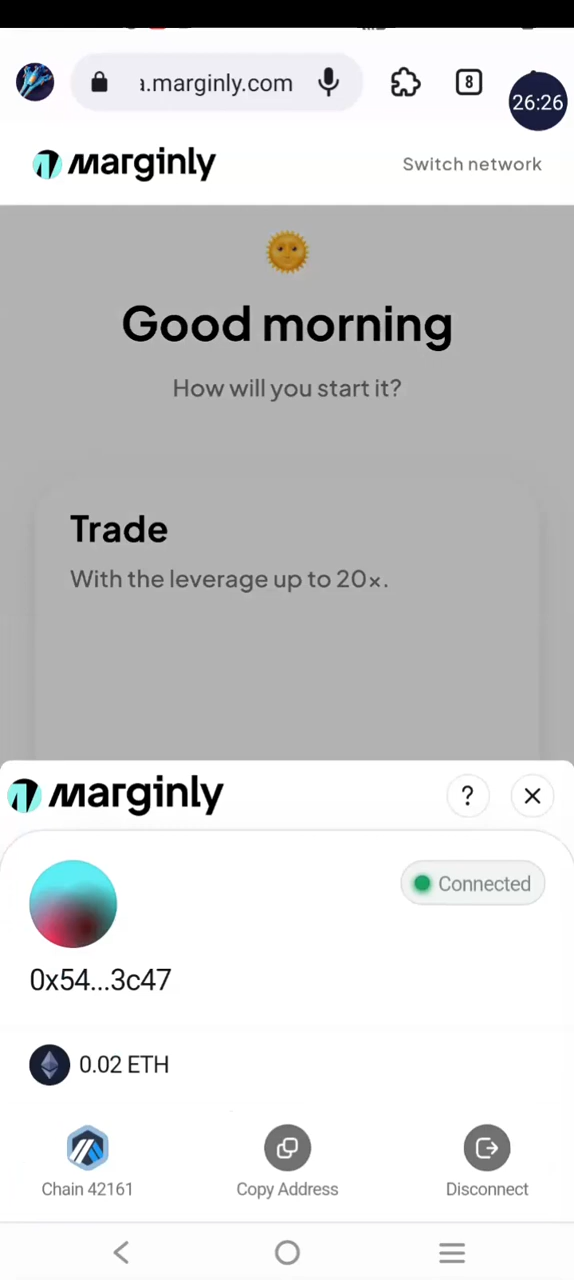 ı.marginly.com
8
26:26
marginly
Switch network
Good morning
How will you start it?
Trade
With the leverage up to 20×.
marginly
?
Connected
0x54...3c47
0.02 ETH
Chain 42161
Copy Address
Disconnect